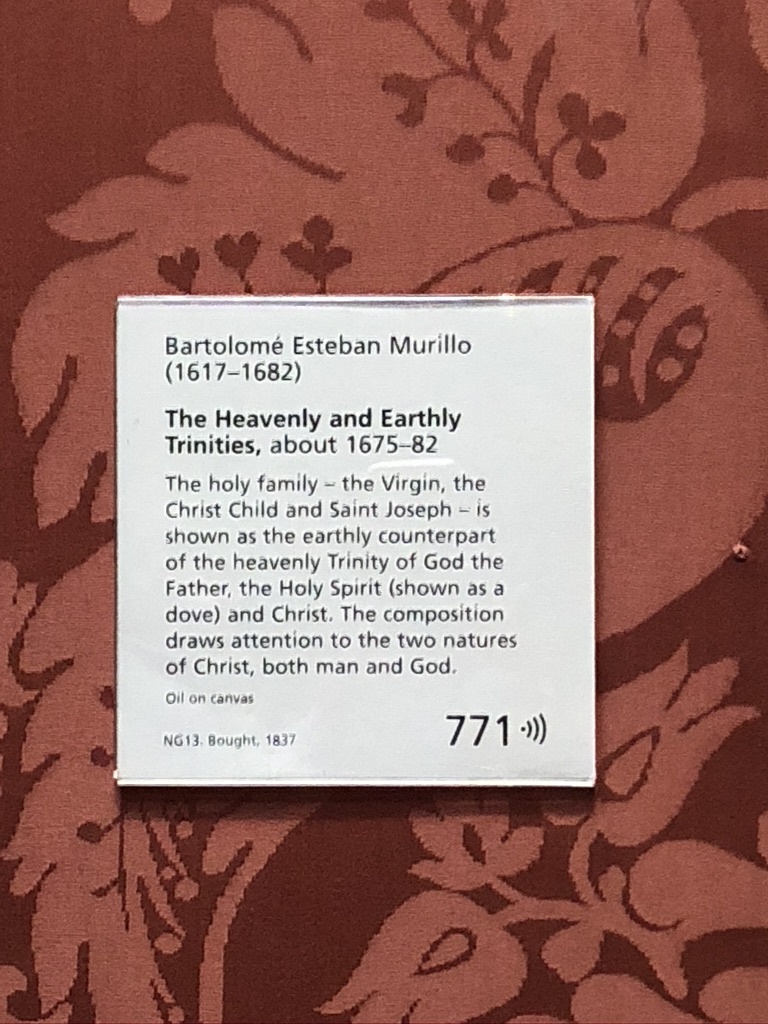 Bartolomé Esteban Murillo
(1617–1682)
The Heavenly and Earthly
Trinities, about 1675–82
The holy family – the Virgin, the
Christ Child and Saint Joseph – is
shown as the earthly counterpart
of the heavenly Trinity of God the
Father, the Holy Spirit (shown as a
dove) and Christ. The composition
draws attention to the two natures
of Christ, both man and God.
Oil on canvas
NG13. Bought, 1837
771